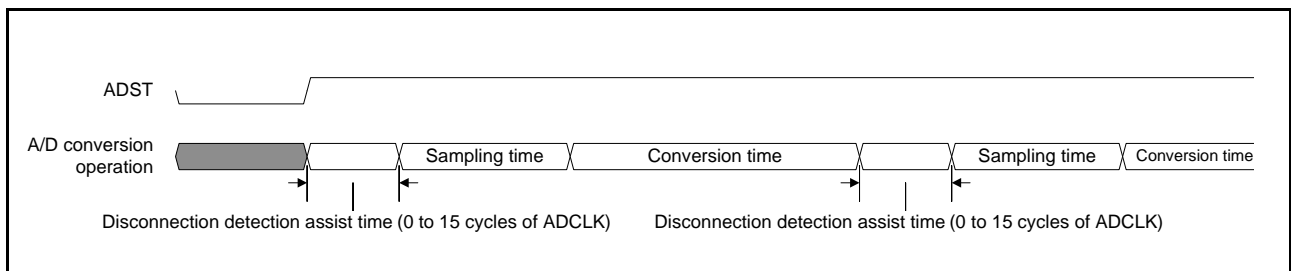 ADST
A/D conversion
operation
Sampling time
Conversion time
Sampling time
Conversion time
Disconnection detection assist time (0 to 15 cycles of ADCLK)
Disconnection detection assist time (0 to 15 cycles of ADCLK)